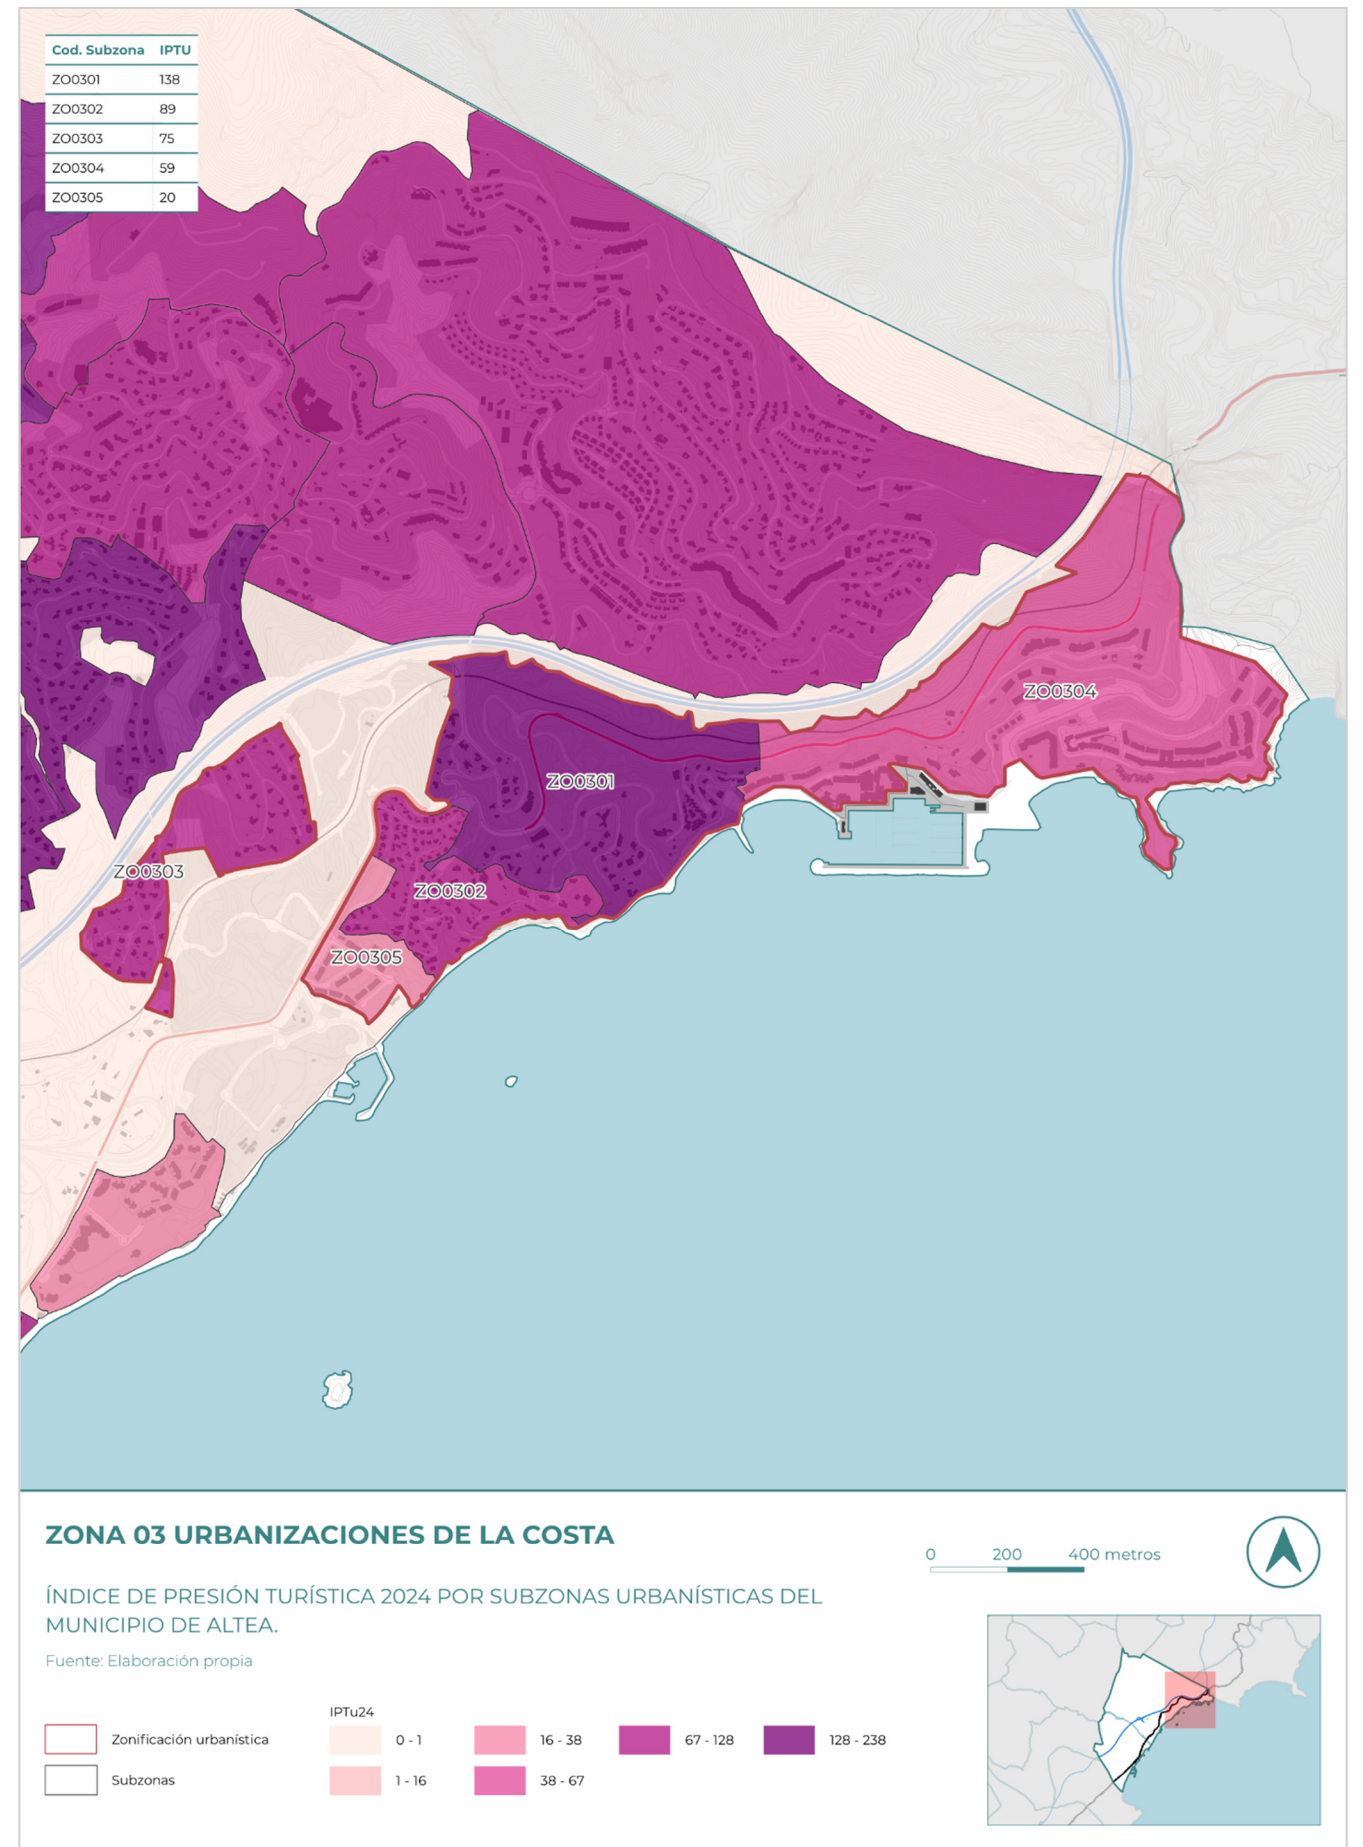 Cod. Subzona IPTU
ZO0301 138
ZO0302 89
ZO0303 75
ZO0304 59
ZO0305 20
ZO0304
ZO0301
ZO0303
ZO0302
ZO0305
ZONA 03 URBANIZACIONES DE LA COSTA
0 200 400 metros
ÍNDICE DE PRESIÓN TURÍSTICA 2024 POR SUBZONAS URBANÍSTICAS DEL
MUNICIPIO DE ALTEA.
Fuente: Elaboración propia
IPTu24
Zonificación urbanística 0 - 1 16 - 38 67 - 128 128 - 238
Subzonas 1 - 16 38 - 67